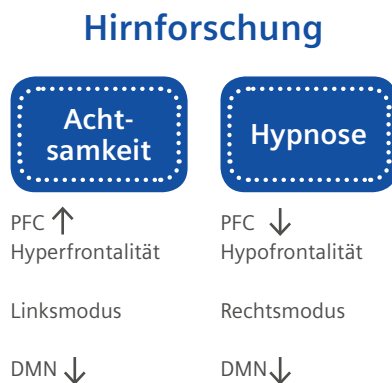 Hirnforschung
Acht-
samkeit
Hypnose
PFC ↑
Hyperfrontalität
PFC ↓
Hypofrontalität
Linksmodus
Rechtsmodus
DMN ↓
DMN ↓